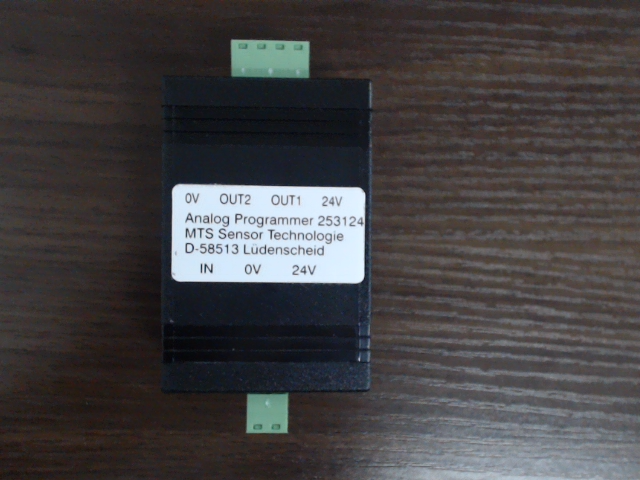 0V OUT2 OUT1 24V
Analog Programmer 253124
MTS Sensor Technologie
D-58513 Lüdenscheid
IN 0V 24V